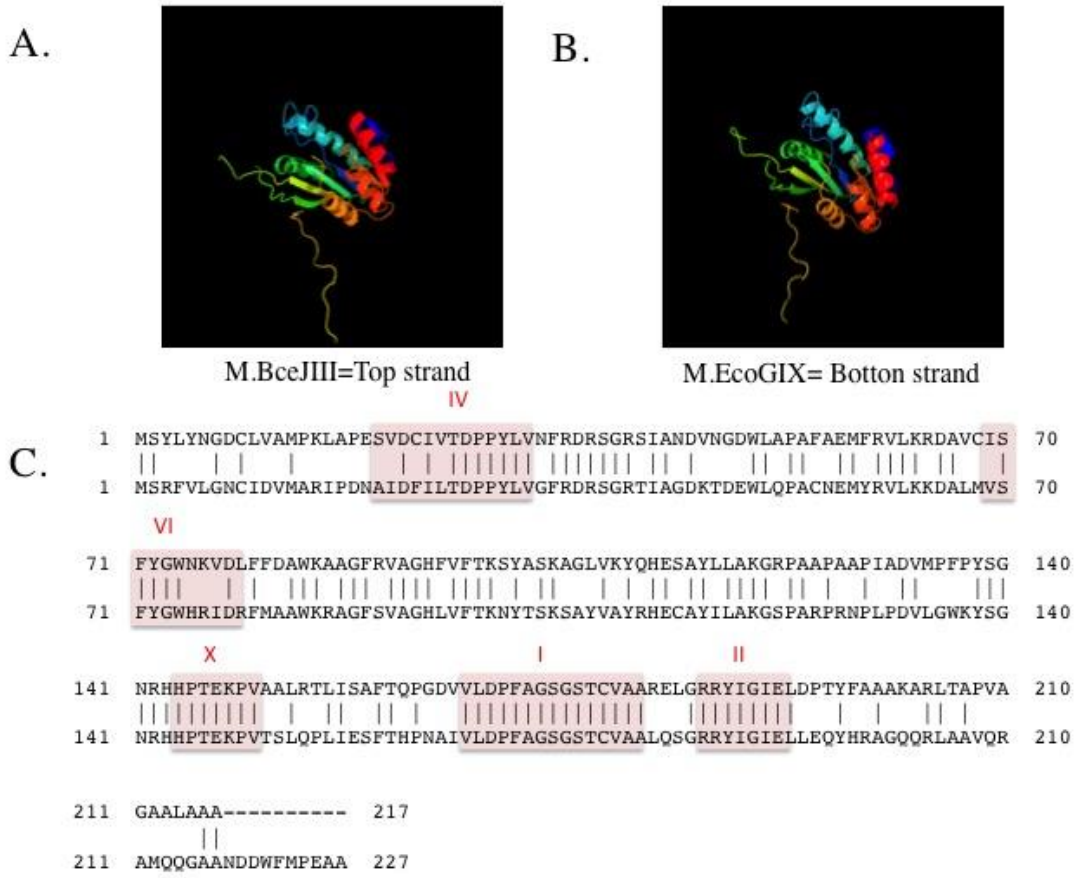 A.
B.
M.BceJIII=Top strand
M.EcoGIX= Botton strand
C.
IV
1 MSYLYNGDCLVAMPKLAPESVDCIVTDPPYLVNFRDRSGRSIANDVNGDWLAPAFAEMFRVLKRDAVCIS 70
1 MSRFVLGNCIDVMARIPDNAIDFILTDPPYLVGFRDRSGRTIAGDKTDEWLQPACNEMYRVLKKDALMVS 70
VI
71 FYGWNKVDLFFDAWKAAGFRVAGHFVFTKSYASKAGLVKYQHESAYLLAKGRPAAPAAPIADVMPFPYSG 140
71 FYGWHRIDRFMAAWKRAGFSVAGHLVFTKNYTSKSAYVAYRHECAYILAKGSPARPRNPLPDVLGWKYSG 140
X I II
141 NRHHPTEKPVAALRTLISAFTQPGDVVLDPFAGSGSTCVAARELGRRYIGIELDPTYFAAAKARLTAPVA 210
141 NRHHPTEKPVTSLQPLIESFTHPNAIVLDPFAGSGSTCVAALQSGRRYIGIELLEQYHRAGQQRLAAVQR 210
211 GAALAAA---------- 217
211 AMQQGAANDDWFMPEAA 227